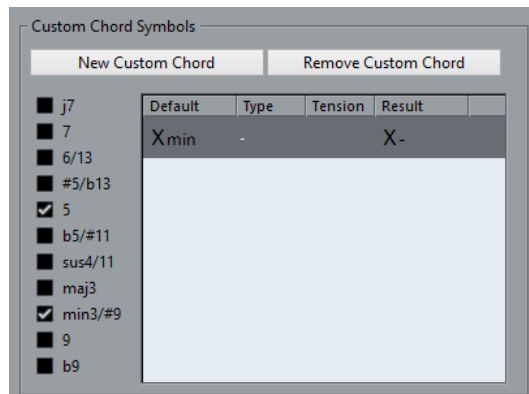 Custom Chord Symbols
New Custom Chord Remove Custom Chord
j7
7
6/13
#5/b13
5
b5/#11
sus4/11
maj3
min3/#9
9
b9
Default Type Tension Result
Xmin - X-